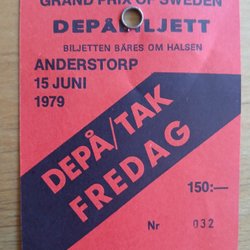 GRAND PRIX OF SWEDEN
DEPÅBILJETT
BILJETTEN BÄRES OM HALSEN
ANDERSTORP
15 JUNI
1979
DEPÅ/TAK
FREDAG
150:—
Nr 032